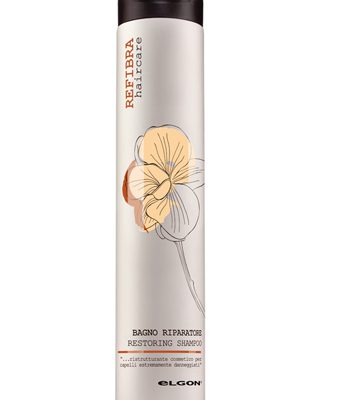 REFIBRA
haircare
BAGNO RIPARATORE
RESTORING SHAMPOO
"...ristrutturante cosmetico per
capelli estremamente danneggiati"
eLGON